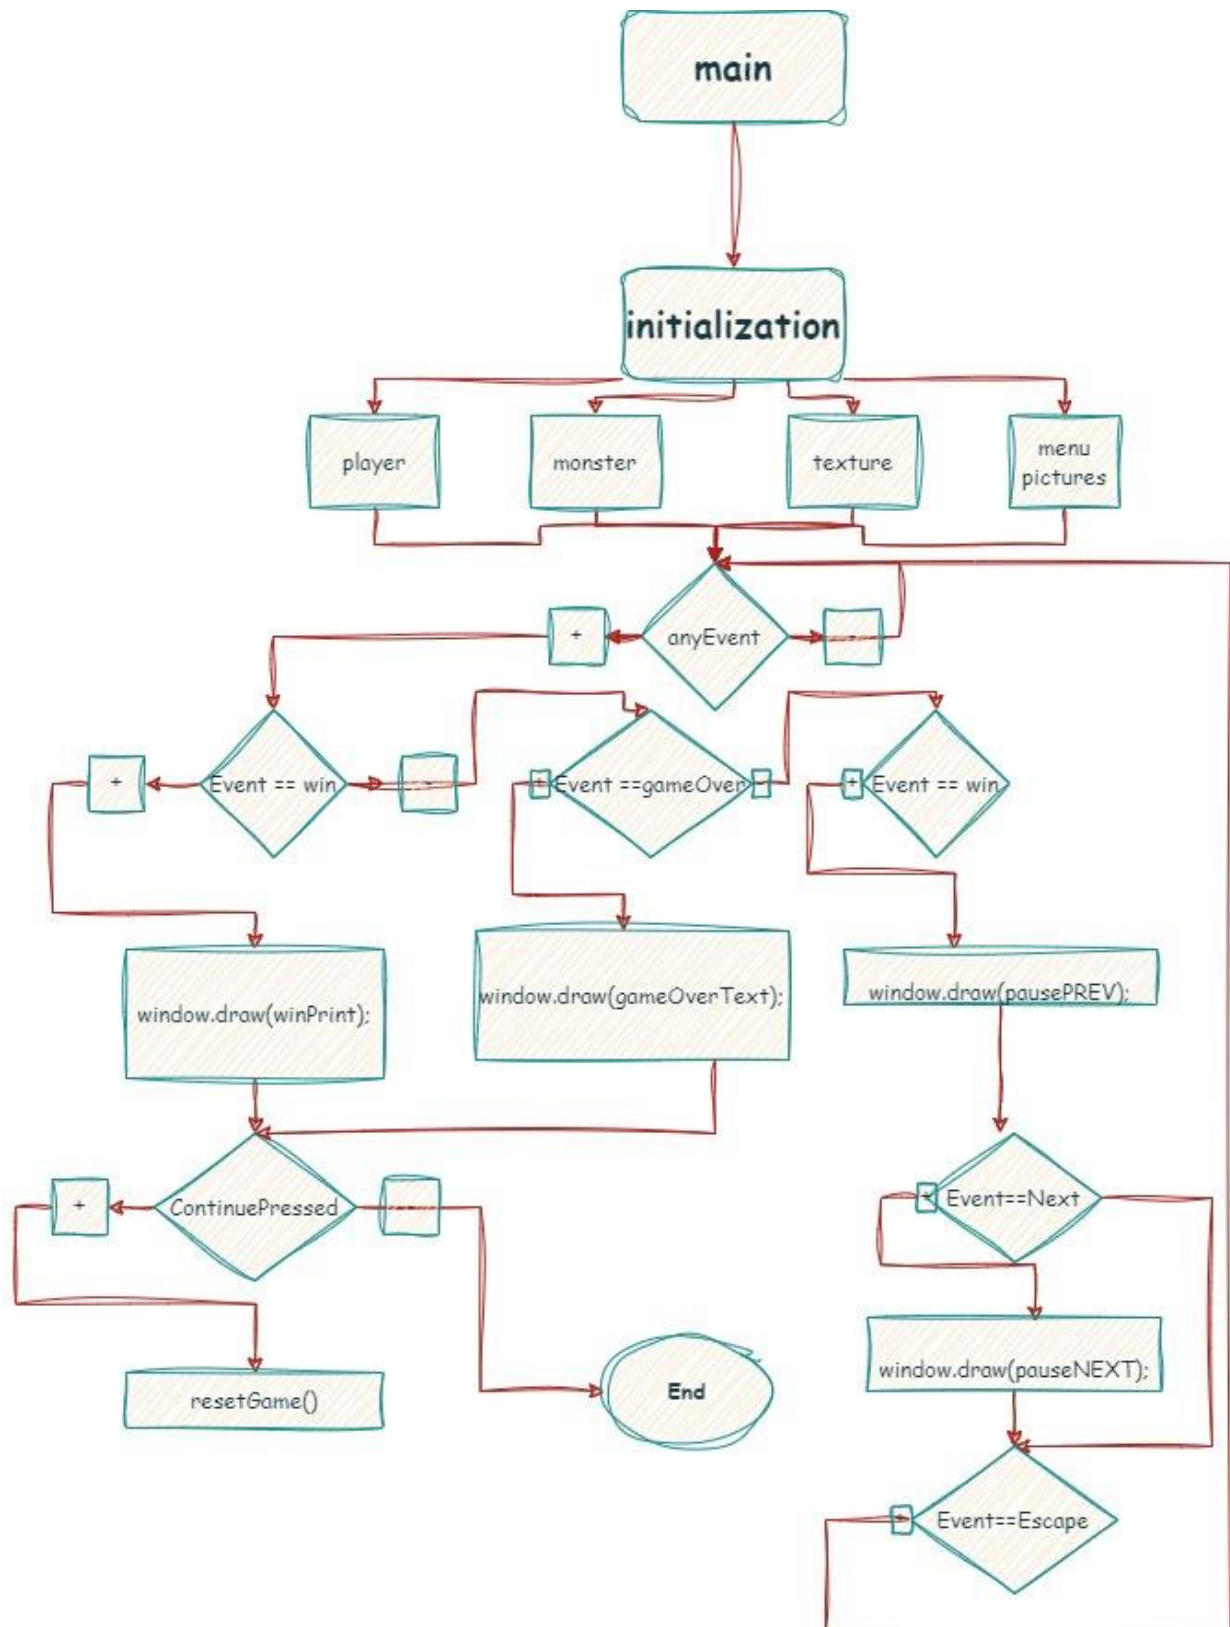 main
initialization
player
monster
texture
menu
pictures
+
anyEvent
-
+
Event == win
-
+
Event ==gameOver
-
+
Event == win
window.draw(winPrint);
window.draw(gameOverText);
window.draw(pausePREV);
+
ContinuePressed
+
Event==Next
window.draw(pauseNEXT);
resetGame()
End
Event==Escape